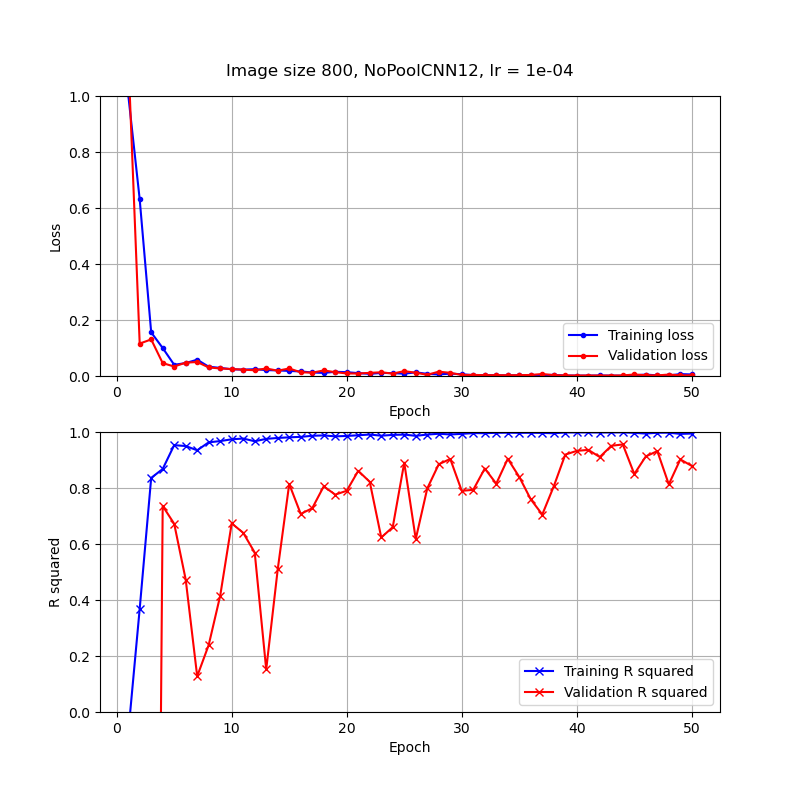 Image size 800, NoPoolCNN12, lr = 1e-04
1.0
0.8
0.6
0.4
0.2
0.0
Loss
Training loss
Validation loss
0 10 20 30 40 50
Epoch
1.0
0.8
0.6
0.4
0.2
0.0
R squared
Training R squared
Validation R squared
0 10 20 30 40 50
Epoch